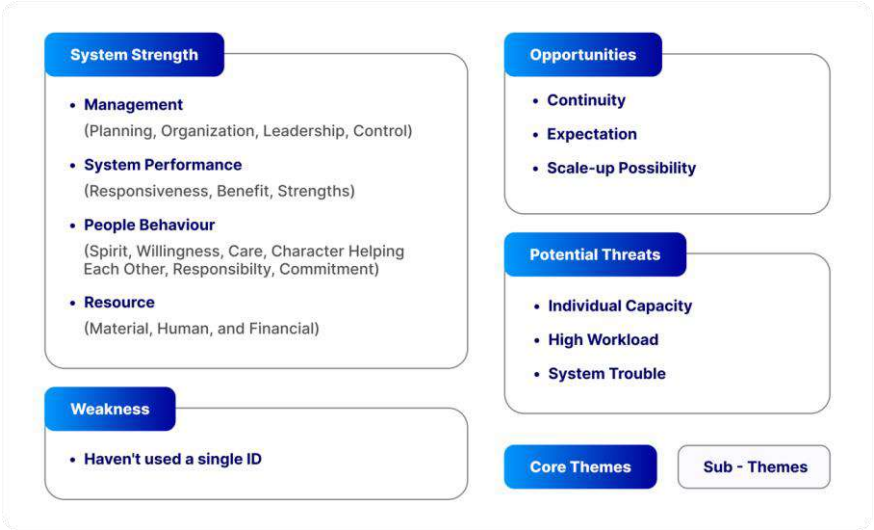 System Strength
• Management
(Planning, Organization, Leadership, Control)
• System Performance
(Responsiveness, Benefit, Strengths)
• People Behaviour
(Spirit, Willingness, Care, Character Helping
Each Other, Responsibilty, Commitment)
• Resource
(Material, Human, and Financial)
Weakness
• Haven't used a single ID
Opportunities
• Continuity
• Expectation
• Scale-up Possibility
Potential Threats
• Individual Capacity
• High Workload
• System Trouble
Core Themes
Sub - Themes